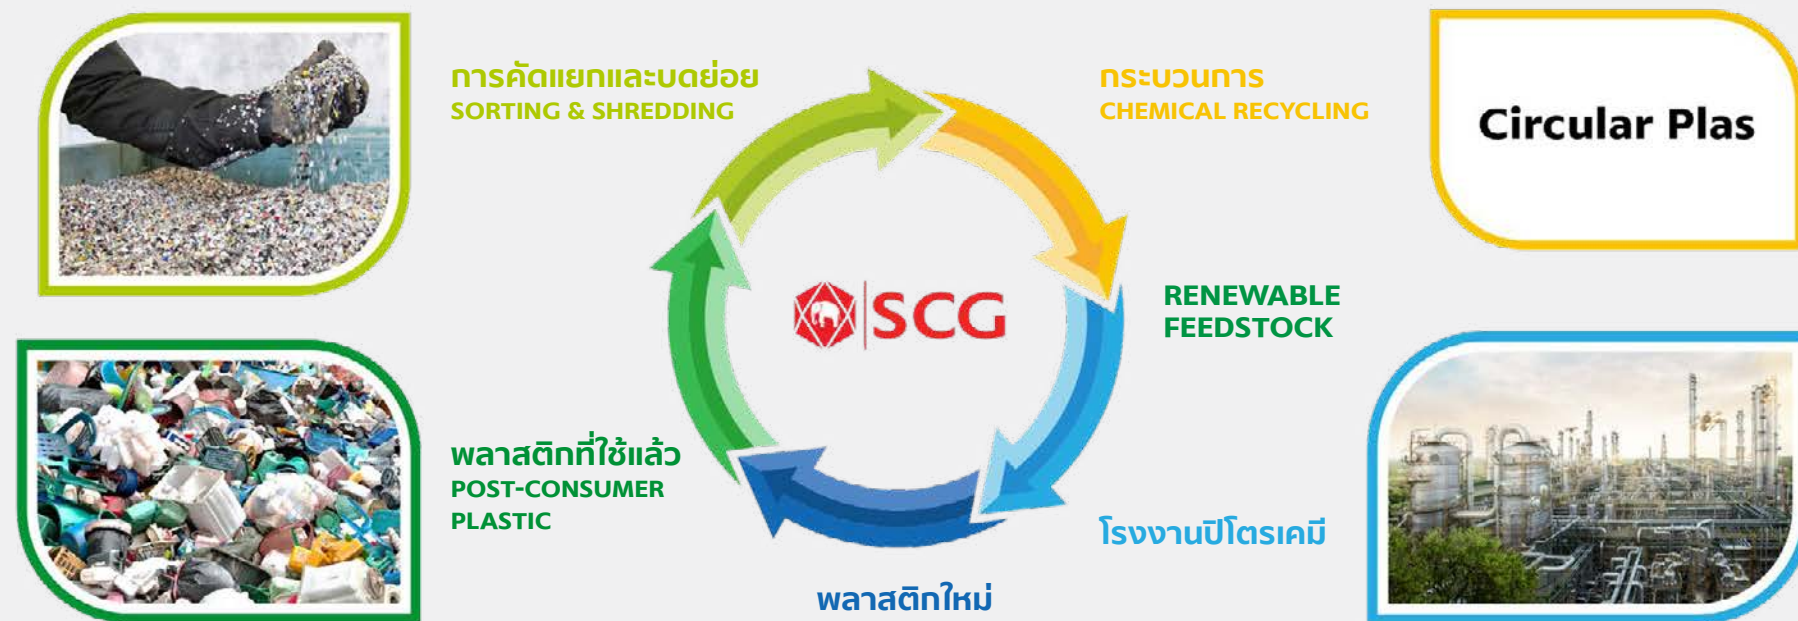 การคัดแยกและบดย่อย
SORTING & SHREDDING
กระบวนการ
CHEMICAL RECYCLING
Circular Plas
SCG
RENEWABLE
FEEDSTOCK
พลาสติกที่ใช้แล้ว
POST-CONSUMER
PLASTIC
โรงงานปิโตรเคมี
พลาสติกใหม่